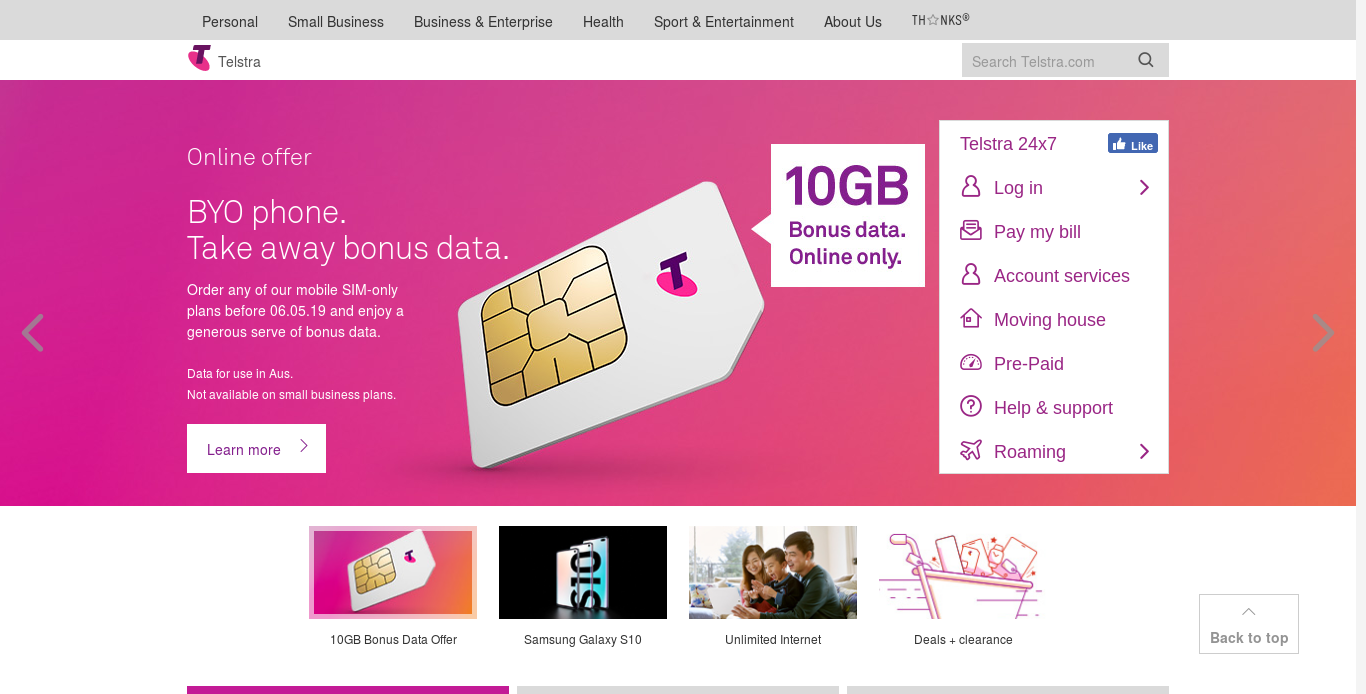 Personal Small Business Business & Enterprise Health Sport & Entertainment About Us TH☆NKS®
T Telstra Search Telstra.com
Online offer
BYO phone.
Take away bonus data.
Order any of our mobile SIM-only
plans before 06.05.19 and enjoy a
generous serve of bonus data.
Data for use in Aus.
Not available on small business plans.
Learn more
T
10GB
Bonus data.
Online only.
Telstra 24x7 Like
Log in
Pay my bill
Account services
Moving house
Pre-Paid
Help & support
Roaming
T
S10
10GB Bonus Data Offer Samsung Galaxy S10 Unlimited Internet Deals + clearance
Back to top